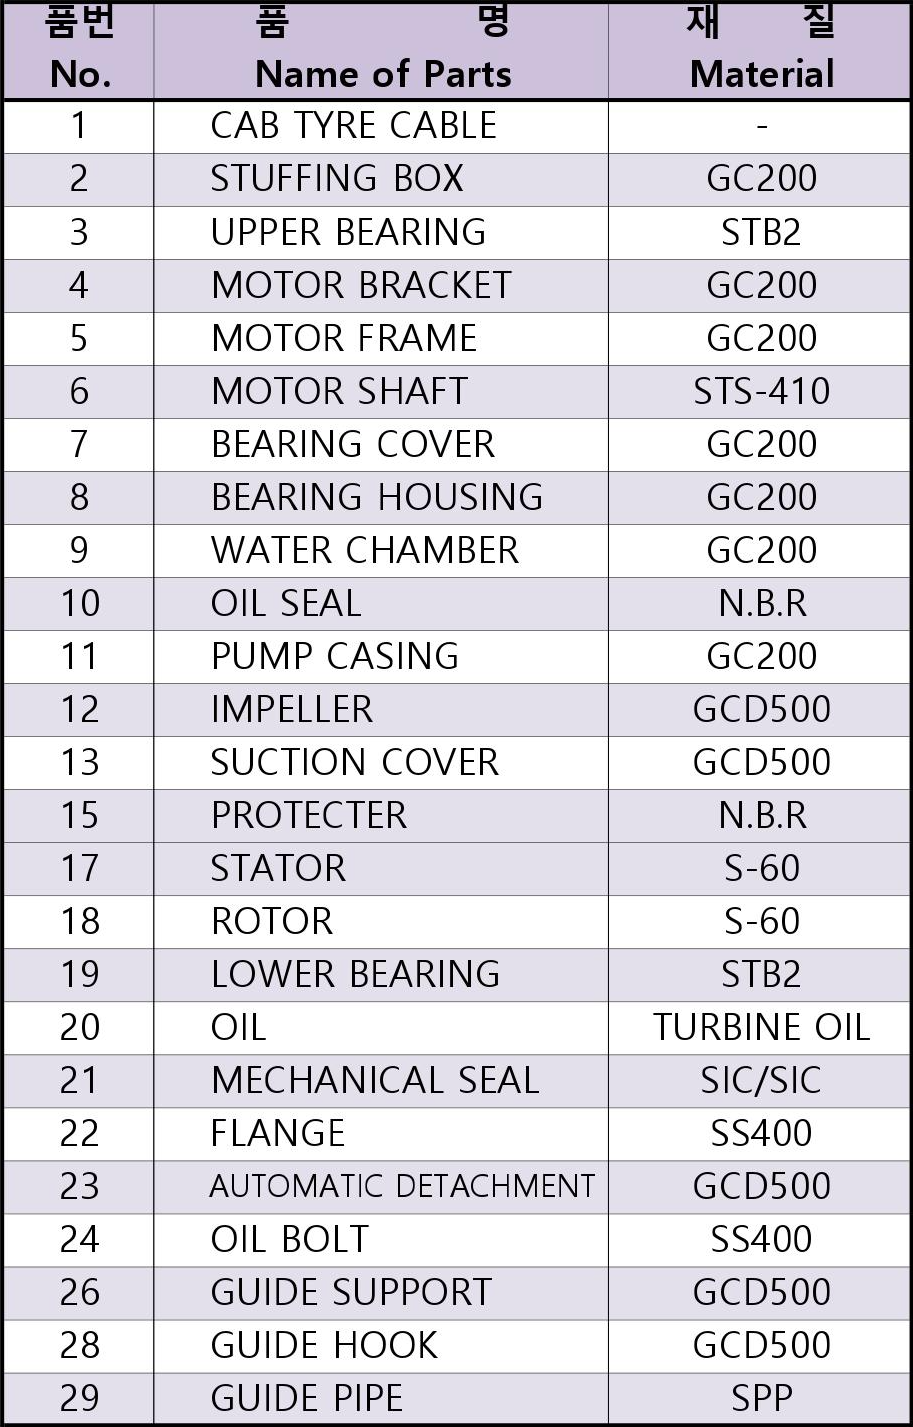 품번 품 명 재 질
No. Name of Parts Material
1 CAB TYRE CABLE -
2 STUFFING BOX GC200
3 UPPER BEARING STB2
4 MOTOR BRACKET GC200
5 MOTOR FRAME GC200
6 MOTOR SHAFT STS-410
7 BEARING COVER GC200
8 BEARING HOUSING GC200
9 WATER CHAMBER GC200
10 OIL SEAL N.B.R
11 PUMP CASING GC200
12 IMPELLER GCD500
13 SUCTION COVER GCD500
15 PROTECTER N.B.R
17 STATOR S-60
18 ROTOR S-60
19 LOWER BEARING STB2
20 OIL TURBINE OIL
21 MECHANICAL SEAL SIC/SIC
22 FLANGE SS400
23 AUTOMATIC DETACHMENT GCD500
24 OIL BOLT SS400
26 GUIDE SUPPORT GCD500
28 GUIDE HOOK GCD500
29 GUIDE PIPE SPP